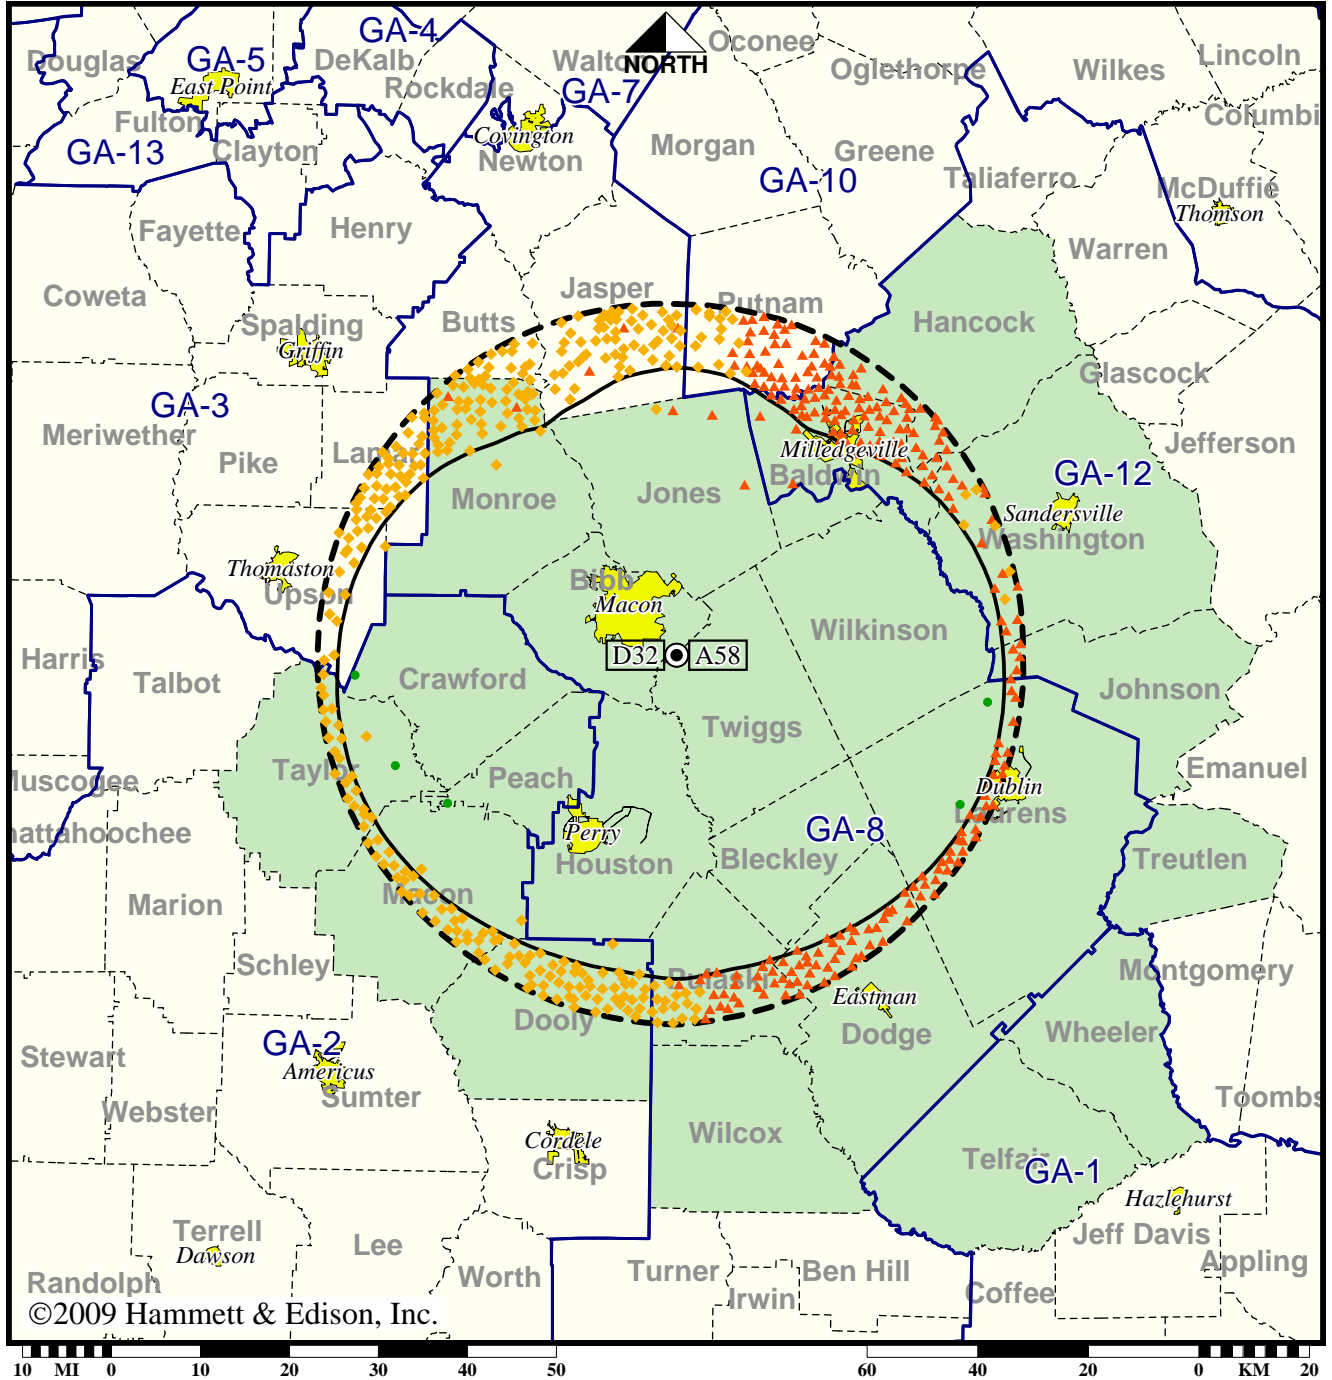 GA-4
Oconee
Douglas
GA-5
DeKalb
Walto
NORTH
Oglethorpe
Wilkes
Lincoln
East Point
Rockdale
GA-7
Columbi
Fulton
Covington
GA-13
Clayton
Newton
Morgan
Greene
GA-10
Taliaferro
McDuffie
Thomson
Fayette
Henry
Warren
Coweta
Jasper
Putnam
Spalding
Butts
Hancock
Griffin
Glascock
GA-3
Meriwether
Pike
Lamar
Jefferson
Milledgeville
Baldwin
GA-12
Monroe
Jones
Sandersville
Washington
Thomaston
Upson
Bibb
Macon
Wilkinson
Harris
Talbot
D32
A58
Crawford
Johnson
Twiggs
Taylor
Peach
Emanuel
Muscogee
Dublin
Laurens
hattahoochee
Perry
GA-8
Houston
Bleckley
Treutlen
Marion
Macon
Schley
Pulaski
Montgomery
Eastman
Dooly
Dodge
Wheeler
Stewart
GA-2
Americus
Sumter
Webster
Toombs
Wilcox
Cordele
Crisp
Telfair
GA-1
Hazlehurst
Terrell
Dawson
Lee
Jeff Davis
Appling
Randolph
Worth
Turner
Ben Hill
Irwin
Coffee
©2009 Hammett & Edison, Inc.
10 MI 0 10 20 30 40 50 60 40 20 0 KM 20